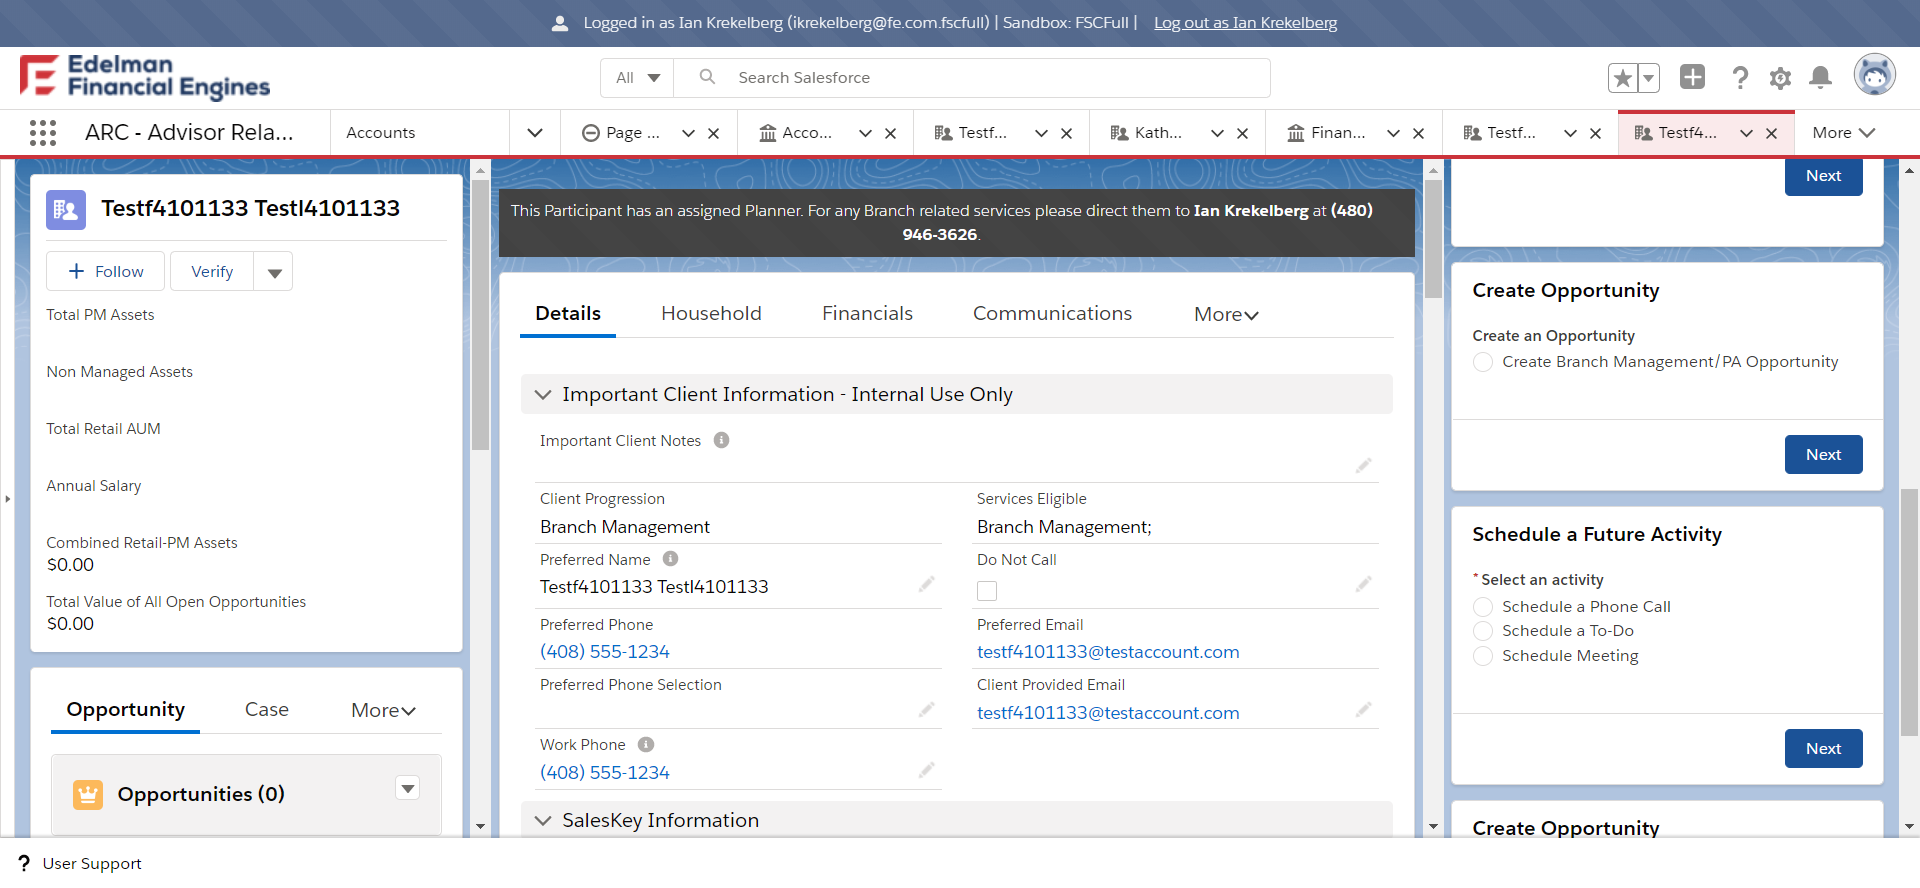 Logged in as Ian Krekelberg (ikrekelberg@fe.com.fscfull) | Sandbox: FSCFull | Log out as Ian Krekelberg
Edelman
Financial Engines
All
Search Salesforce
ARC - Advisor Rela...
Accounts
Page ...
Acco...
Testf...
Kath...
Finan...
Testf...
Testf4...
More
Testf4101133 Testl4101133
Follow
Verify
Total PM Assets
Non Managed Assets
Total Retail AUM
Annual Salary
Combined Retail-PM Assets
$0.00
Total Value of All Open Opportunities
$0.00
Opportunity
Case
More
Opportunities (0)
This Participant has an assigned Planner. For any Branch related services please direct them to Ian Krekelberg at (480)
946-3626.
Details
Household
Financials
Communications
More
Important Client Information - Internal Use Only
Important Client Notes
Client Progression
Branch Management
Services Eligible
Branch Management;
Preferred Name
Testf4101133 Testl4101133
Do Not Call
Preferred Phone
(408) 555-1234
Preferred Email
testf4101133@testaccount.com
Preferred Phone Selection
Client Provided Email
testf4101133@testaccount.com
Work Phone
(408) 555-1234
SalesKey Information
Next
Create Opportunity
Create an Opportunity
Create Branch Management/PA Opportunity
Next
Schedule a Future Activity
*Select an activity
Schedule a Phone Call
Schedule a To-Do
Schedule Meeting
Next
Create Opportunity
? User Support